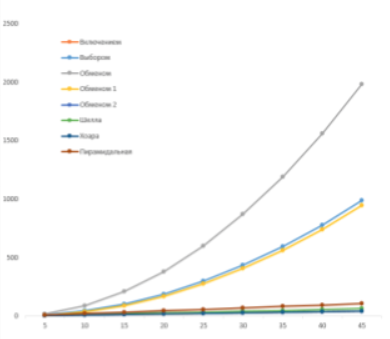 2500
Включением
Выбором
2000
Обменом
Обменом 1
Обменом 2
Шелла
1500
Хоара
Пирамидальная
1000
500
0
5 10 15 20 25 30 35 40 45